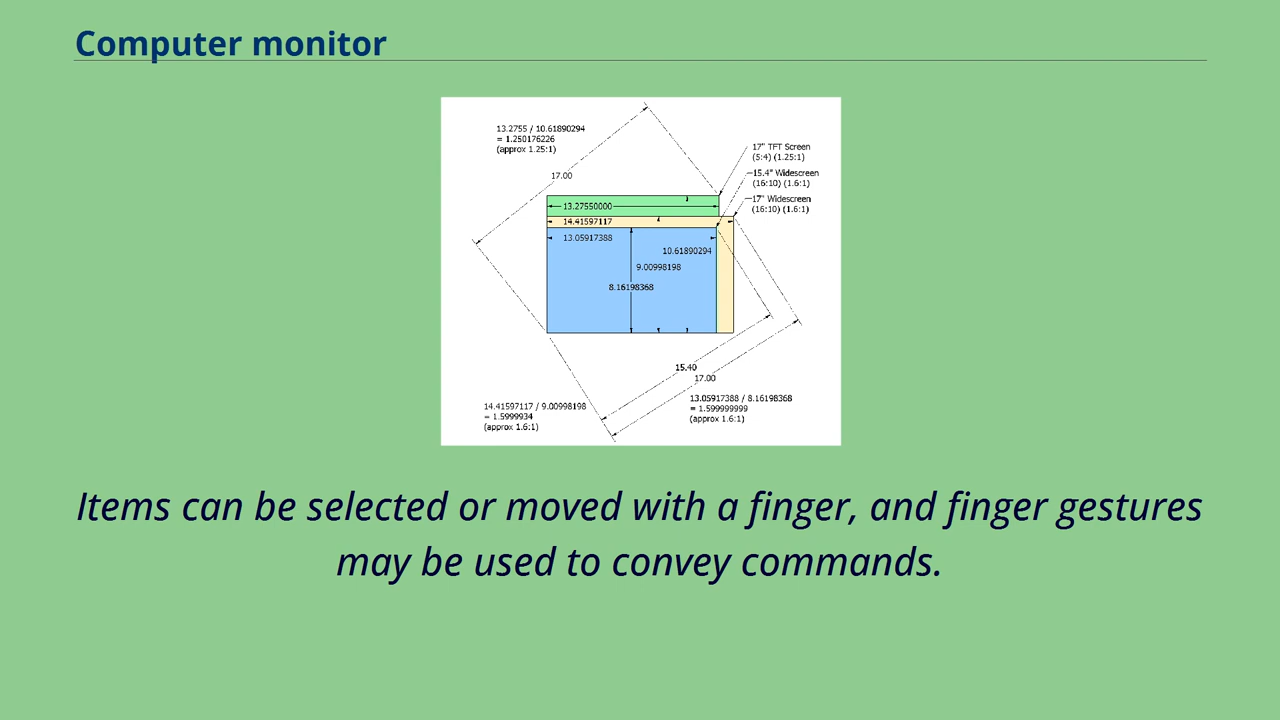 Computer monitor
13.2755 / 10.61890294
= 1.250176226
(approx 1.25:1)
17.00
17" TFT Screen
(5:4) (1.25:1)
15.4" Widescreen
(16:10) (1.6:1)
17" Widescreen
(16:10) (1.6:1)
13.27550000
14.41597117
13.05917388
10.61890294
9.00998198
8.16198368
15.40
17.00
14.41597117 / 9.00998198
= 1.5999934
(approx 1.6:1)
13.05917388 / 8.16198368
= 1.599999999
(approx 1.6:1)
Items can be selected or moved with a finger, and finger gestures
may be used to convey commands.